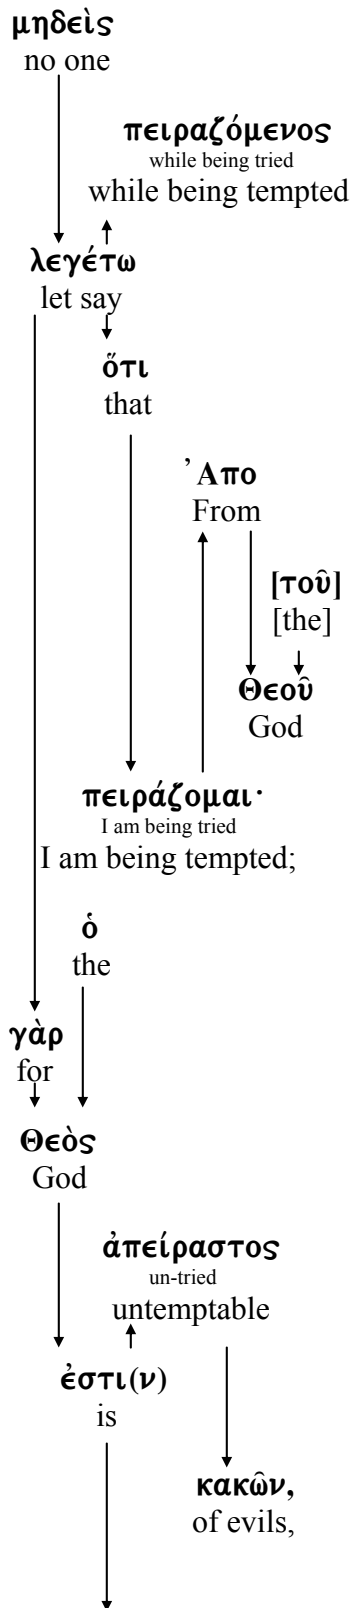 μηδεὶς
no one
πειραζόμενος
while being tried
while being tempted
λεγέτω
let say
ὅτι
that
᾿Απο
From
[τοῦ]
[the]
Θεοῦ
God
πειράζομαι·
I am being tried
I am being tempted;
ὁ
the
γὰρ
for
Θεὸς
God
ἀπείραστος
un-tried
untemptable
ἐστι(ν)
is
κακῶν,
of evils,